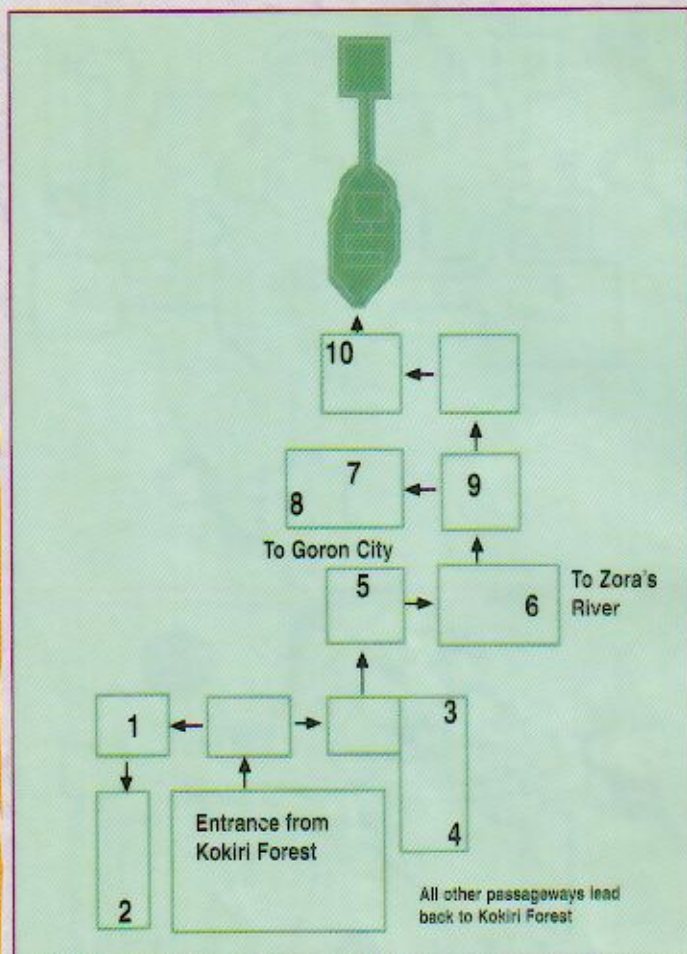 10
7
8
9
To Goron City
5
6
To Zora's
River
1
3
Entrance from
Kokiri Forest
4
2
All other passageways lead
back to Kokiri Forest